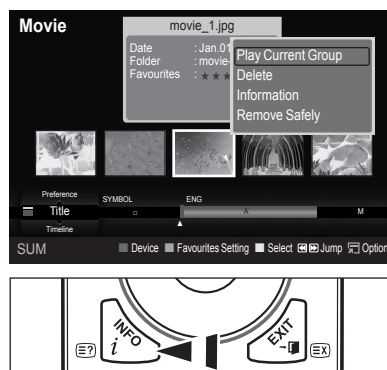 Movie
movie_1.jpg
Date : Jan.01
Folder : movie-
Favourites : ★ ★ ★
Play Current Group
Delete
Information
Remove Safely
Preference
Title
Timeline
SYMBOL ENG
A M
SUM Device Favourites Setting Select Jump Option
INFO
i
EXIT